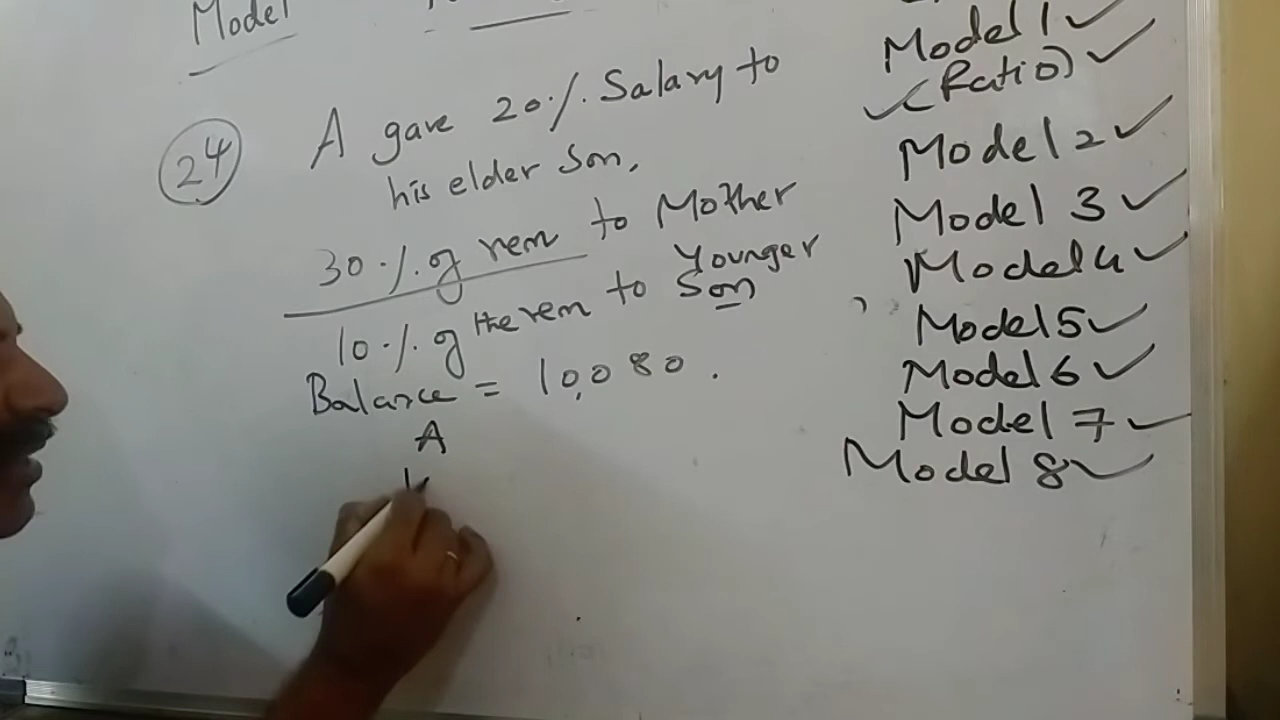 Model
24 A gave 20% Salary to
his elder Son,
30% of rem to Mother
10% of the rem to Younger Son
Balance = 10,080.
A
Model 1 ✓
(Ratio) ✓
Model 2 ✓
Model 3 ✓
Model 4 ✓
Model 5 ✓
Model 6 ✓
Model 7 ✓
Model 8 ✓